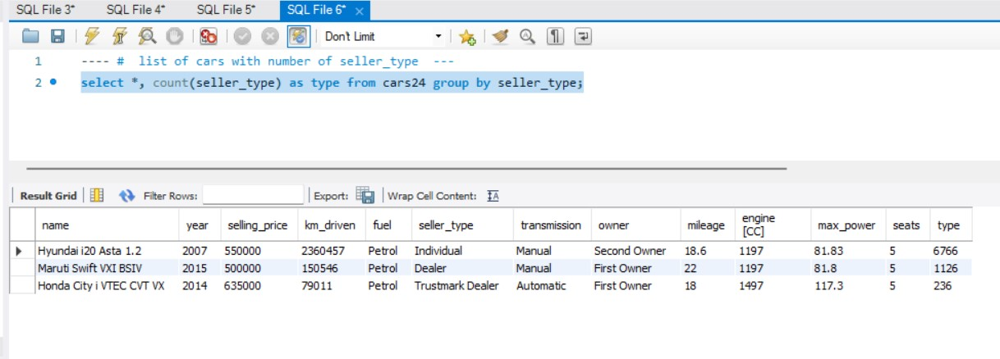 SQL File 3* SQL File 4* SQL File 5* SQL File 6* ×
Don't Limit
1 ---- # list of cars with number of seller_type ---
2 select *, count(seller_type) as type from cars24 group by seller_type;
Result Grid Filter Rows: Export: Wrap Cell Content:
name year selling_price km_driven fuel seller_type transmission owner mileage engine [CC] max_power seats type
Hyundai i20 Asta 1.2 2007 550000 2360457 Petrol Individual Manual Second Owner 18.6 1197 81.83 5 6766
Maruti Swift VXI BSIV 2015 500000 150546 Petrol Dealer Manual First Owner 22 1197 81.8 5 1126
Honda City i VTEC CVT VX 2014 635000 79011 Petrol Trustmark Dealer Automatic First Owner 18 1497 117.3 5 236